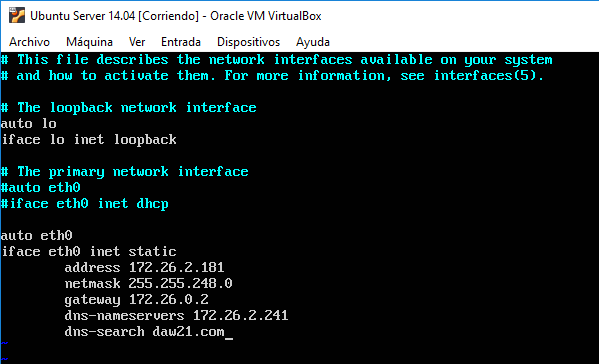 Ubuntu Server 14.04 [Corriendo] - Oracle VM VirtualBox
Archivo Máquina Ver Entrada Dispositivos Ayuda
# This file describes the network interfaces available on your system
# and how to activate them. For more information, see interfaces(5).
# The loopback network interface
auto lo
iface lo inet loopback
# The primary network interface
#auto eth0
#iface eth0 inet dhcp
auto eth0
iface eth0 inet static
address 172.26.2.181
netmask 255.255.248.0
gateway 172.26.0.2
dns-nameservers 172.26.2.241
dns-search daw21.com_
~
~